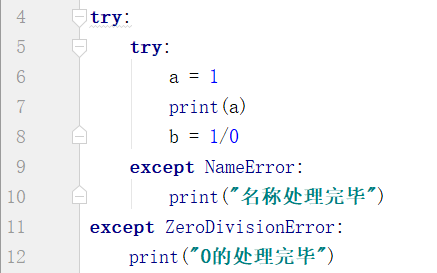 4 try:
5     try:
6         a = 1
7         print(a)
8         b = 1/0
9     except NameError:
10         print("名称处理完毕")
11 except ZeroDivisionError:
12     print("0的处理完毕")